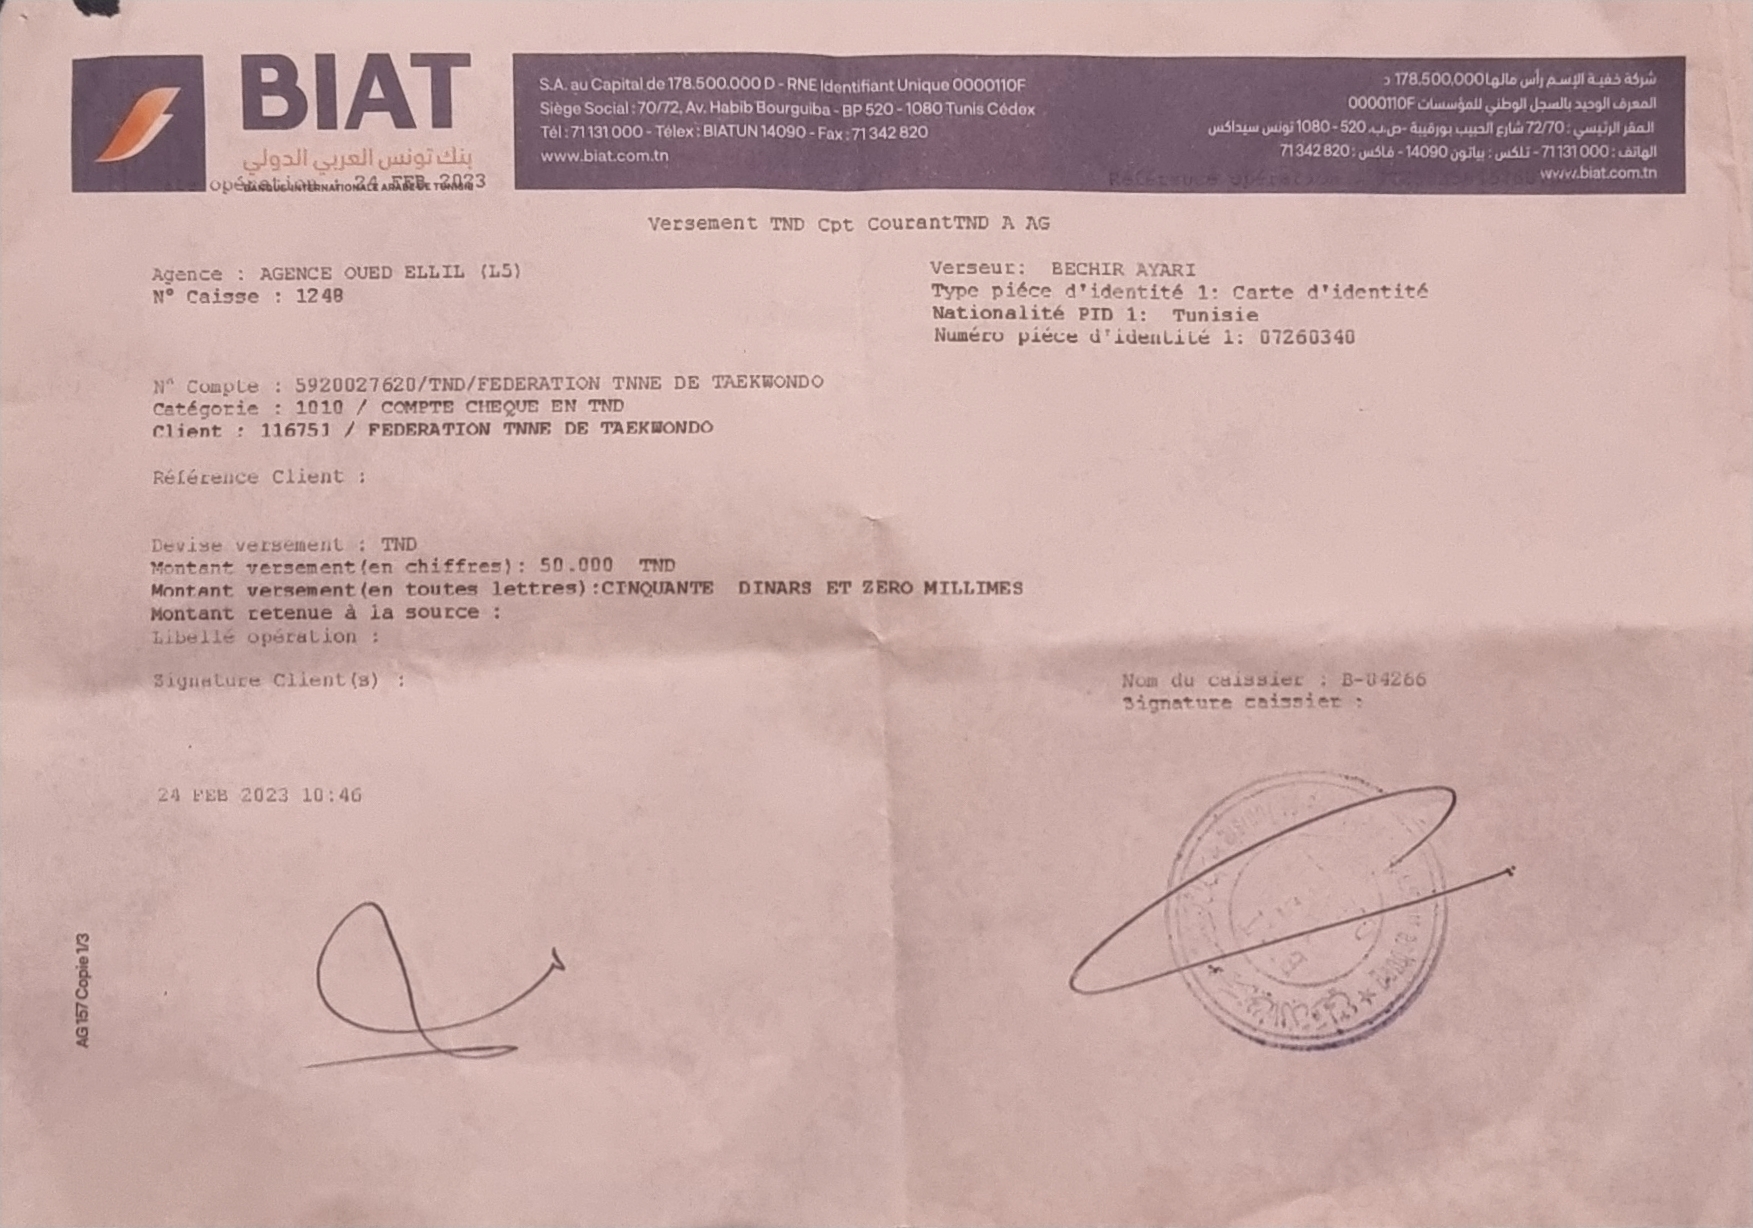 BIAT
بنك تونس العربي الدولي
BANQUE INTERNATIONALE ARABE DE TUNISIE
S.A. au Capital de 178.500.000 D - RNE Identifiant Unique 0000110F
Siège Social : 70/72, Av. Habib Bourguiba - BP 520 - 1080 Tunis Cédex
Tél : 71 131 000 - Télex : BIATUN 14090 - Fax : 71 342 820
www.biat.com.tn
شركة خفية الإسم رأس مالها 178.500.000 د
المعرف الوحيد بالسجل الوطني للمؤسسات 0000110F
المقر الرئيسي : 72/70 شارع الحبيب بورقيبة -ص.ب. 520 - 1080 تونس سيداكس
الهاتف : 71131 000 - تلكس : بياتون 14090 - فاكس : 71 342 820
www.biat.com.tn
opération : 24 FEB 2023
Référence opération
Versement TND Cpt CourantTND A AG
Agence : AGENCE OUED ELLIL (L5)
N° Caisse : 1248
Verseur: BECHIR AYARI
Type piéce d'identité 1: Carte d'identité
Nationalité PID 1: Tunisie
Numéro piéce d'identité 1: 07260340
N° Compte : 5920027620/TND/FEDERATION TNNE DE TAEKWONDO
Catégorie : 1010 / COMPTE CHEQUE EN TND
Client : 116751 / FEDERATION TNNE DE TAEKWONDO
Référence Client :
Devise versement : TND
Montant versement(en chiffres): 50.000 TND
Montant versement(en toutes lettres):CINQUANTE DINARS ET ZERO MILLIMES
Montant retenue à la source :
Libellé opération :
Signature Client(s) :
Nom du caissier : B-04266
Signature caissier :
24 FEB 2023 10:46
AG 157 Copie 1/3